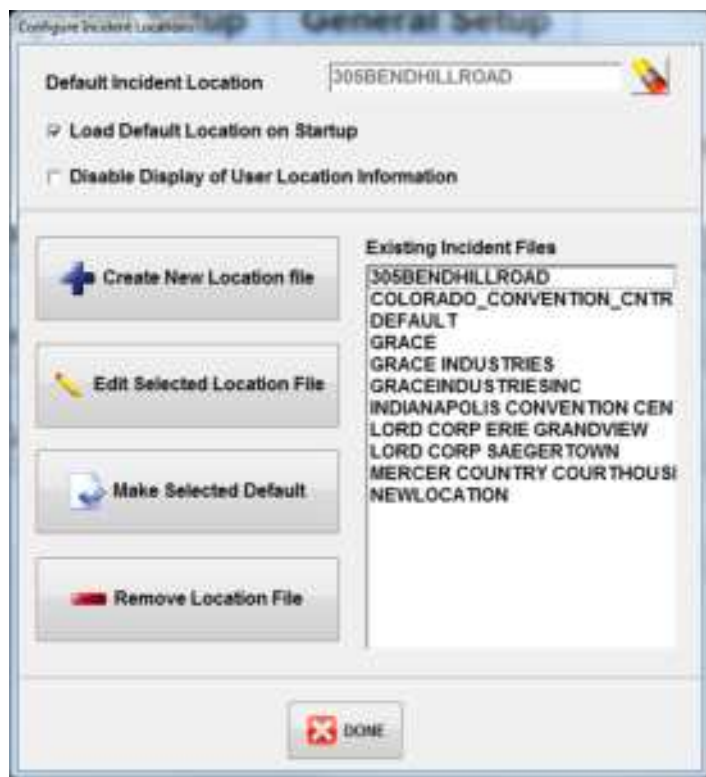 General Setup
Configure Incident Locations
Default Incident Location
305BENDHILLROAD
Load Default Location on Startup
Disable Display of User Location Information
Create New Location file
Edit Selected Location File
Make Selected Default
Remove Location File
Existing Incident Files
305BENDHILLROAD
COLORADO_CONVENTION_CNTR
DEFAULT
GRACE
GRACE INDUSTRIES
GRACEINDUSTRIESINC
INDIANAPOLIS CONVENTION CEN
LORD CORP ERIE GRANDVIEW
LORD CORP SAEGERTOWN
MERCER COUNTRY COURTHOUS
NEWLOCATION
DONE